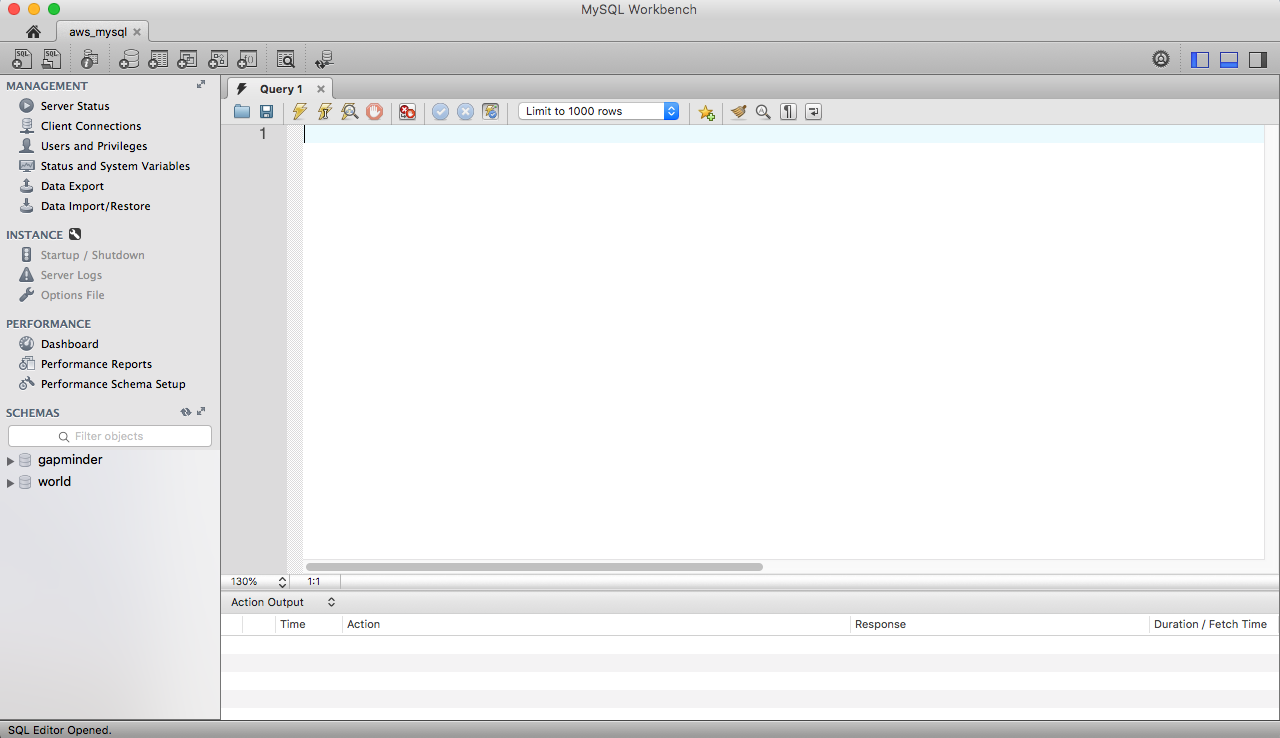 MySQL Workbench
aws_mysql
SQL SQL
MANAGEMENT
Server Status
Client Connections
Users and Privileges
Status and System Variables
Data Export
Data Import/Restore
INSTANCE
Startup / Shutdown
Server Logs
Options File
PERFORMANCE
Dashboard
Performance Reports
Performance Schema Setup
SCHEMAS
Filter objects
gapminder
world
Query 1
Limit to 1000 rows
1
130% 1:1
Action Output
Time Action Response Duration / Fetch Time
SQL Editor Opened.